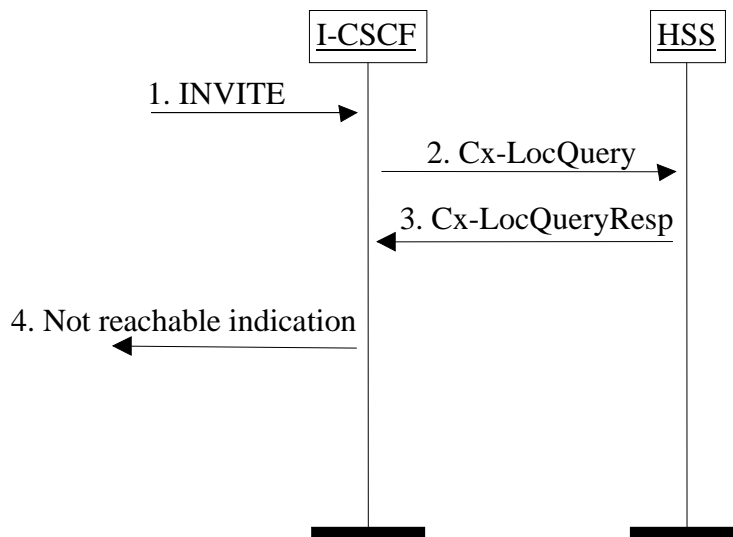 I-CSCF
HSS
1. INVITE
2. Cx-LocQuery
3. Cx-LocQueryResp
4. Not reachable indication